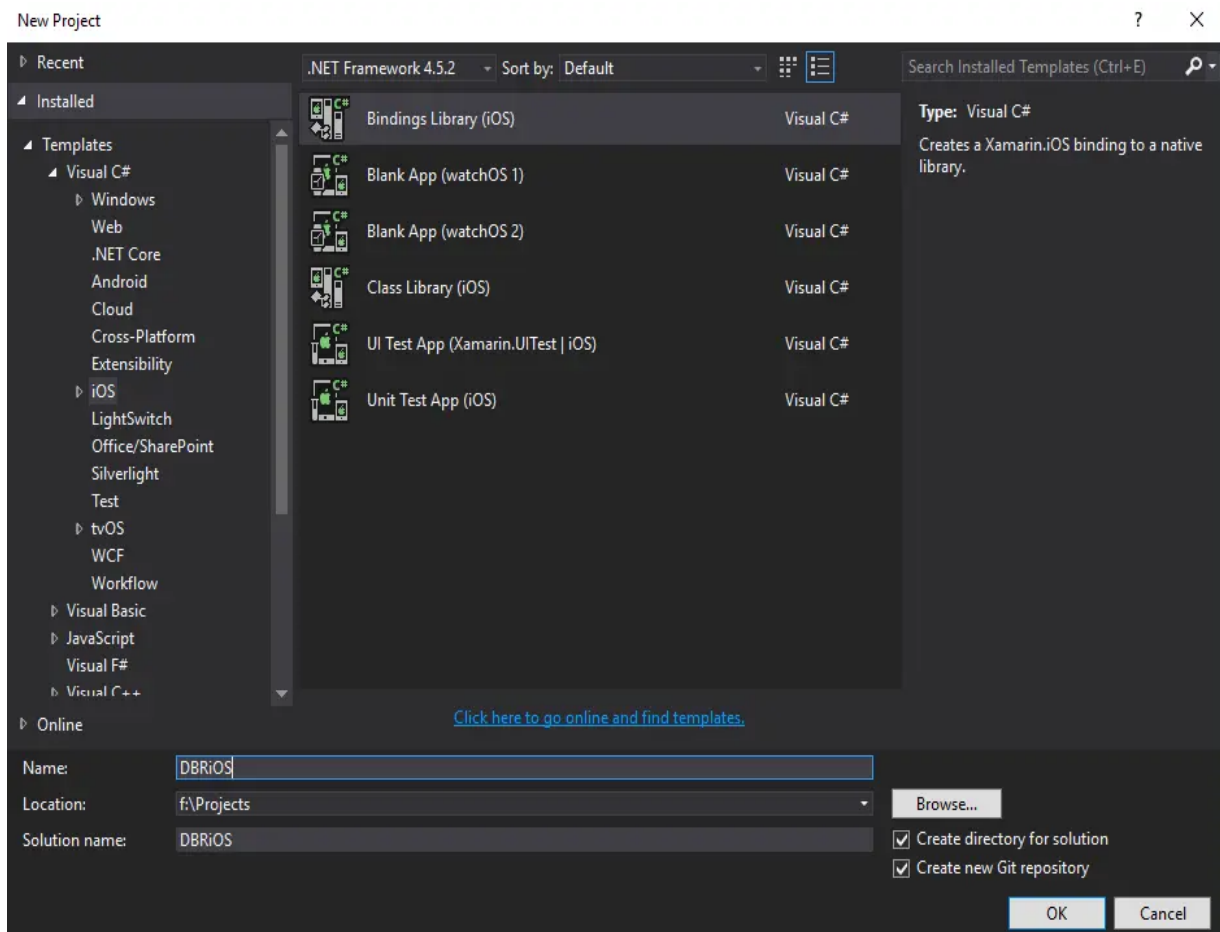 New Project
?
Recent
.NET Framework 4.5.2
Sort by: Default
Search Installed Templates (Ctrl+E)
Installed
Templates
Visual C#
Windows
Web
.NET Core
Android
Cloud
Cross-Platform
Extensibility
iOS
LightSwitch
Office/SharePoint
Silverlight
Test
tvOS
WCF
Workflow
Visual Basic
JavaScript
Visual F#
Visual C++
Online
Bindings Library (iOS) Visual C#
Blank App (watchOS 1) Visual C#
Blank App (watchOS 2) Visual C#
Class Library (iOS) Visual C#
UI Test App (Xamarin.UITest | iOS) Visual C#
Unit Test App (iOS) Visual C#
Type: Visual C#
Creates a Xamarin.iOS binding to a native
library.
Click here to go online and find templates.
Name: DBRiOS
Location: f:\Projects
Browse...
Solution name: DBRiOS
Create directory for solution
Create new Git repository
OK
Cancel